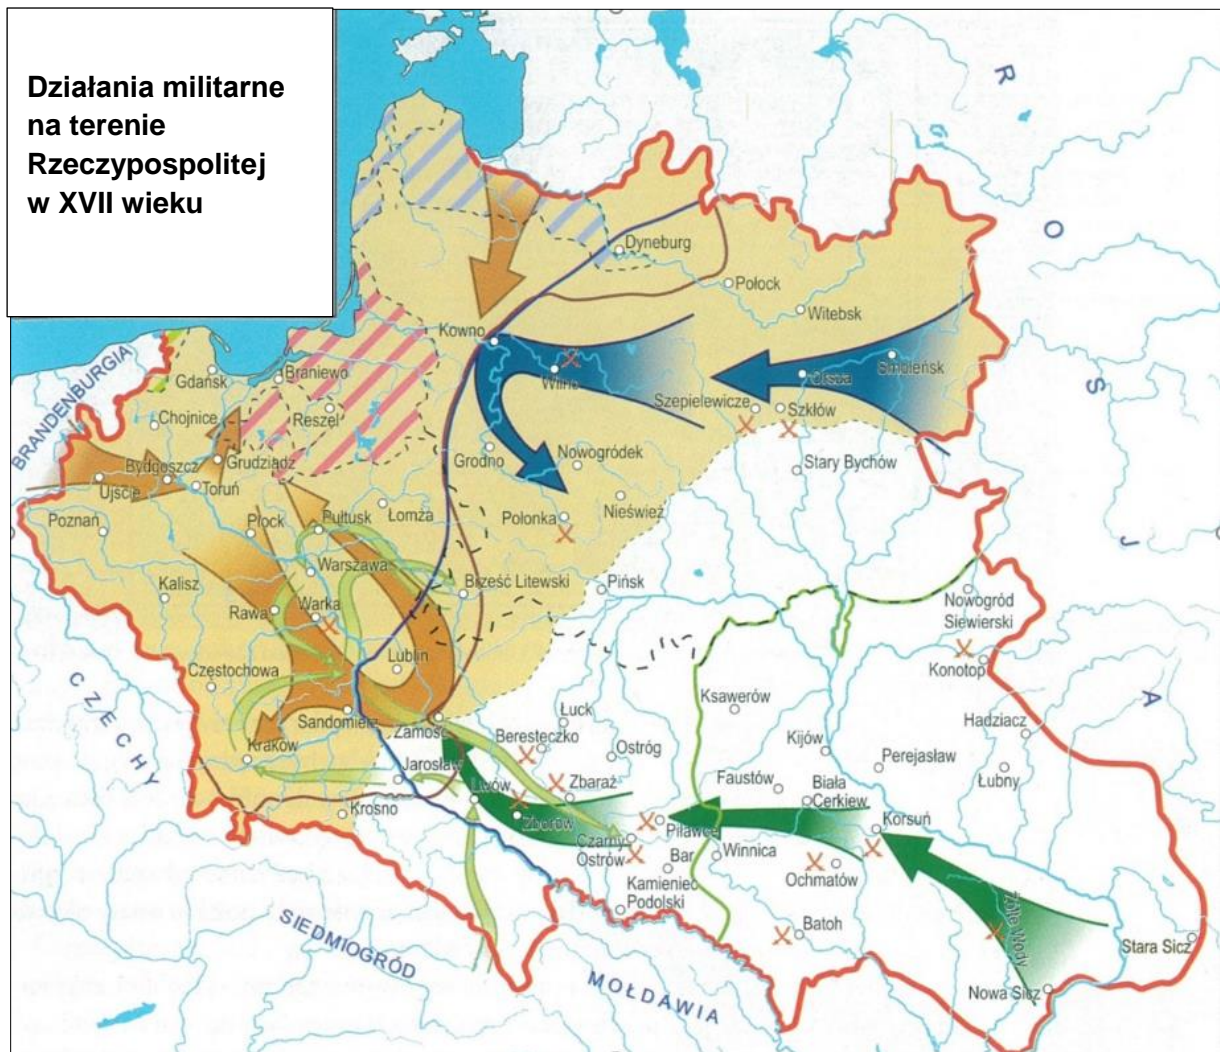 Działania militarne
na terenie
Rzeczypospolitej
w XVII wieku
R
O
S
J
A
BRANDENBURGIA
CZECHY
SIEDMIOGRÓD
MOŁDAWIA
Dyneburg
Połock
Witebsk
Kowno
Wilno
Orsza
Smoleńsk
Szepielewicze
Szkłów
Gdańsk
Braniewo
Chojnice
Reszel
Grodno
Nowogródek
Stary Bychów
Bydgoszcz
Grudziądz
Ujście
Toruń
Poznań
Płock
Pułtusk
Łomża
Połonka
Nieśwież
Warszawa
Kalisz
Brześć Litewski
Pińsk
Rawa
Warka
Nowogród
Siewierski
Konotop
Częstochowa
Lublin
Ksawerów
Sandomierz
Zamość
Łuck
Beresteczko
Ostróg
Kijów
Hadziacz
Kraków
Jarosław
Lwów
Zbaraż
Faustów
Biała
Cerkiew
Perejasław
Łubny
Krosno
Zborów
Czarny
Ostrów
Piławce
Korsuń
Bar
Winnica
Ochmatów
Kamieniec
Podolski
Batoh
Żółte Wody
Stara Sicz
Nowa Sicz